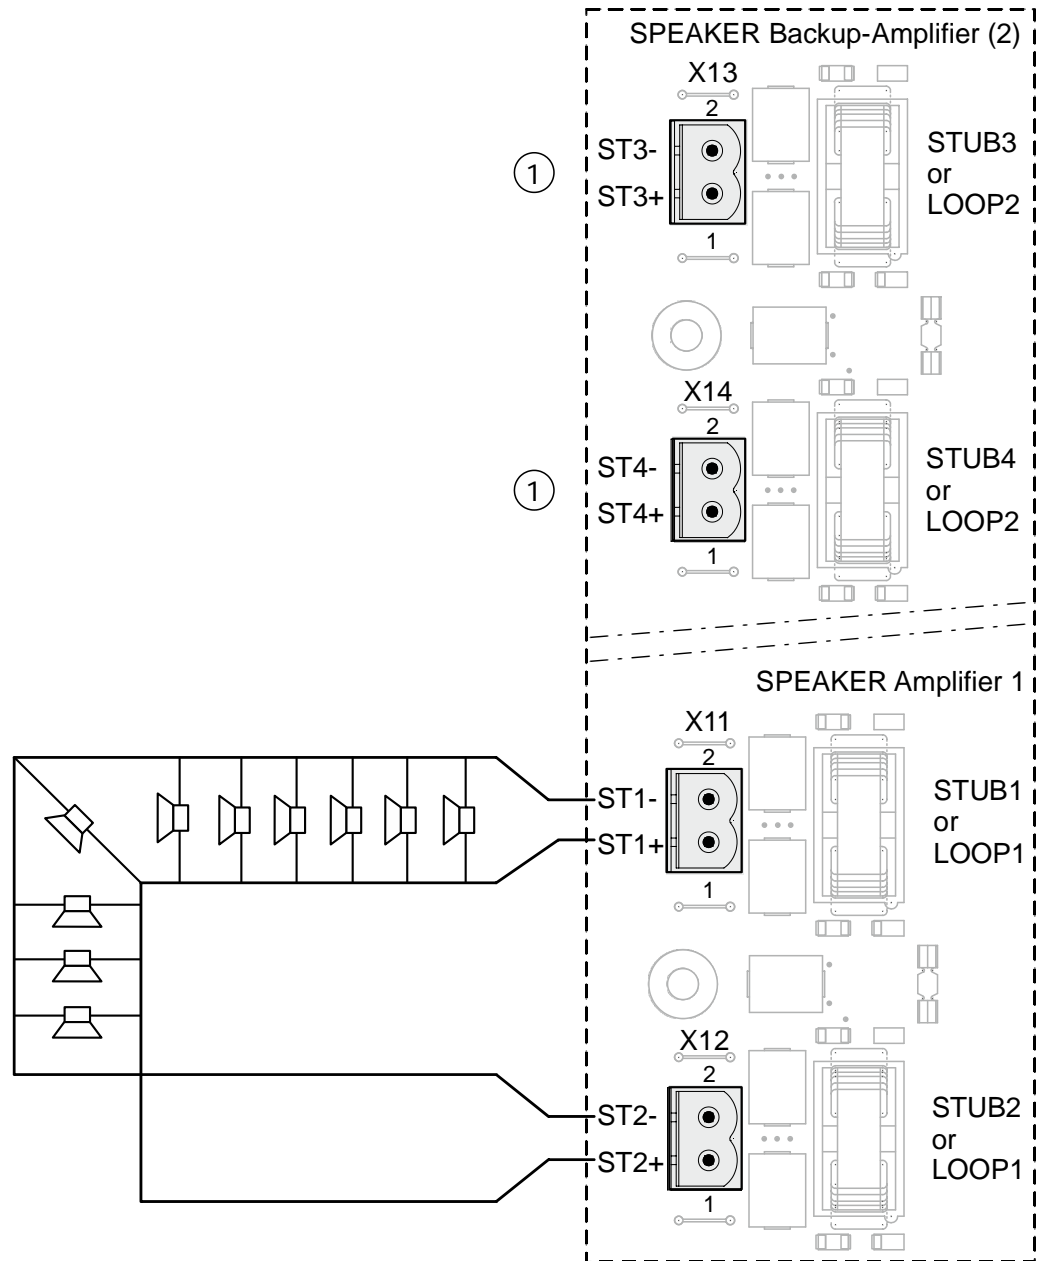 SPEAKER Backup-Amplifier (2)
X13
2
ST3-
ST3+
1
1
STUB3
or
LOOP2
X14
2
ST4-
ST4+
1
1
STUB4
or
LOOP2
SPEAKER Amplifier 1
X11
2
ST1-
ST1+
1
STUB1
or
LOOP1
X12
2
ST2-
ST2+
1
STUB2
or
LOOP1